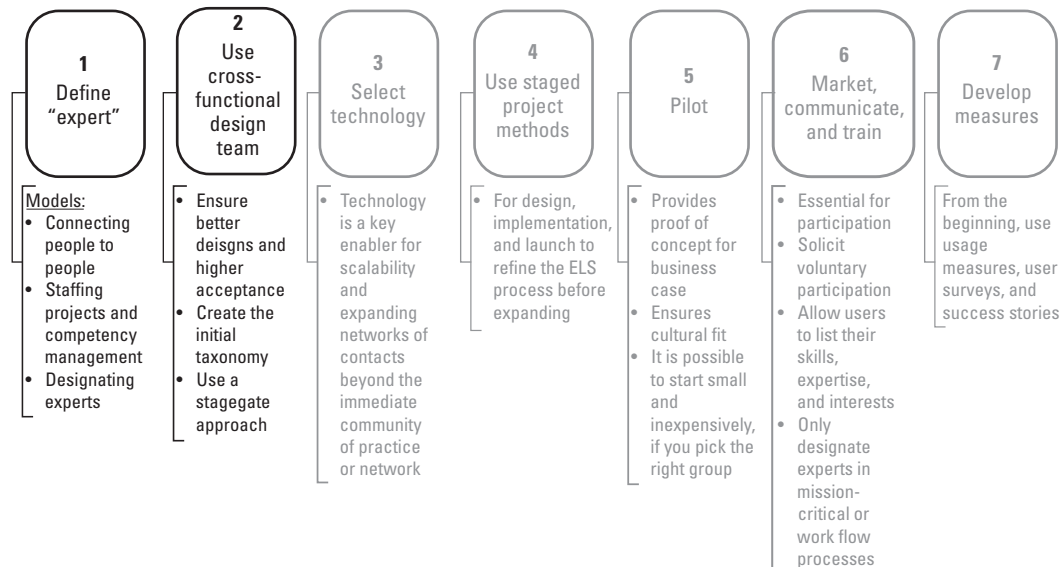 1
Define
“expert”
2
Use
cross-
functional
design
team
3
Select
technology
4
Use staged
project
methods
5
Pilot
6
Market,
communicate,
and train
7
Develop
measures
Models:
• Connecting
people to
people
• Staffing
projects and
competency
management
• Designating
experts
• Ensure
better
deisgns and
higher
acceptance
• Create the
initial
taxonomy
• Use a
stagegate
approach
• Technology
is a key
enabler for
scalability
and
expanding
networks of
contacts
beyond the
immediate
community
of practice
or network
• For design,
implementation,
and launch to
refine the ELS
process before
expanding
• Provides
proof of
concept for
business
case
• Ensures
cultural fit
• It is possible
to start small
and
inexpensively,
if you pick the
right group
• Essential for
participation
• Solicit
voluntary
participation
• Allow users
to list their
skills,
expertise,
and interests
• Only
designate
experts in
mission-
critical or
work flow
processes
From the
beginning, use
usage
measures, user
surveys, and
success stories